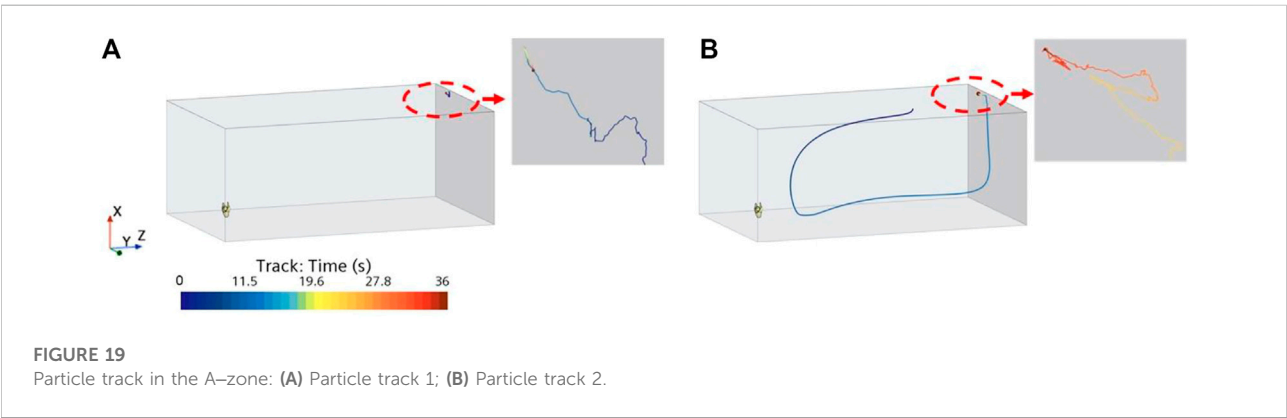 A
B
X
Y
Z
Track: Time (s)
0 11.5 19.6 27.8 36
FIGURE 19
Particle track in the A–zone: (A) Particle track 1; (B) Particle track 2.